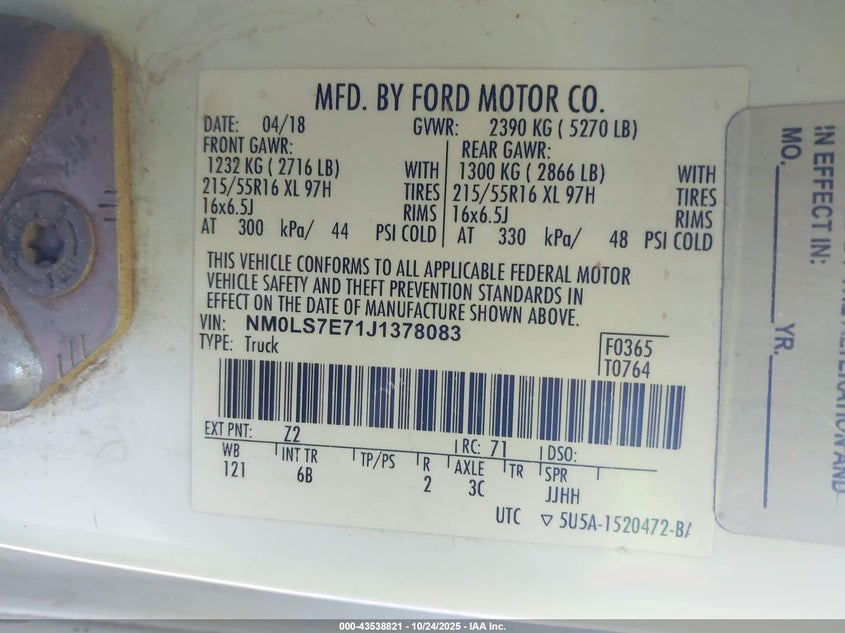 MFD. BY FORD MOTOR CO.
DATE: 04/18 GVWR: 2390 KG ( 5270 LB)
FRONT GAWR: REAR GAWR:
1232 KG ( 2716 LB) WITH 1300 KG ( 2866 LB) WITH
215/55R16 XL 97H TIRES 215/55R16 XL 97H TIRES
16x6.5J RIMS 16x6.5J RIMS
AT 300 kPa/ 44 PSI COLD AT 330 kPa/ 48 PSI COLD
THIS VEHICLE CONFORMS TO ALL APPLICABLE FEDERAL MOTOR
VEHICLE SAFETY AND THEFT PREVENTION STANDARDS IN
EFFECT ON THE DATE OF MANUFACTURE SHOWN ABOVE.
VIN: NM0LS7E71J1378083
TYPE: Truck
F0365
T0764
EXT PNT: Z2 RC: 71 DSO:
WB INT TR TP/PS R AXLE TR SPR
121 6B 2 3C JJHH
UTC ▽ 5U5A-1520472-BA
IN EFFECT IN:
MO. YR.
ALTERATION AND
000-43538821 - 10/24/2025 - IAA Inc.